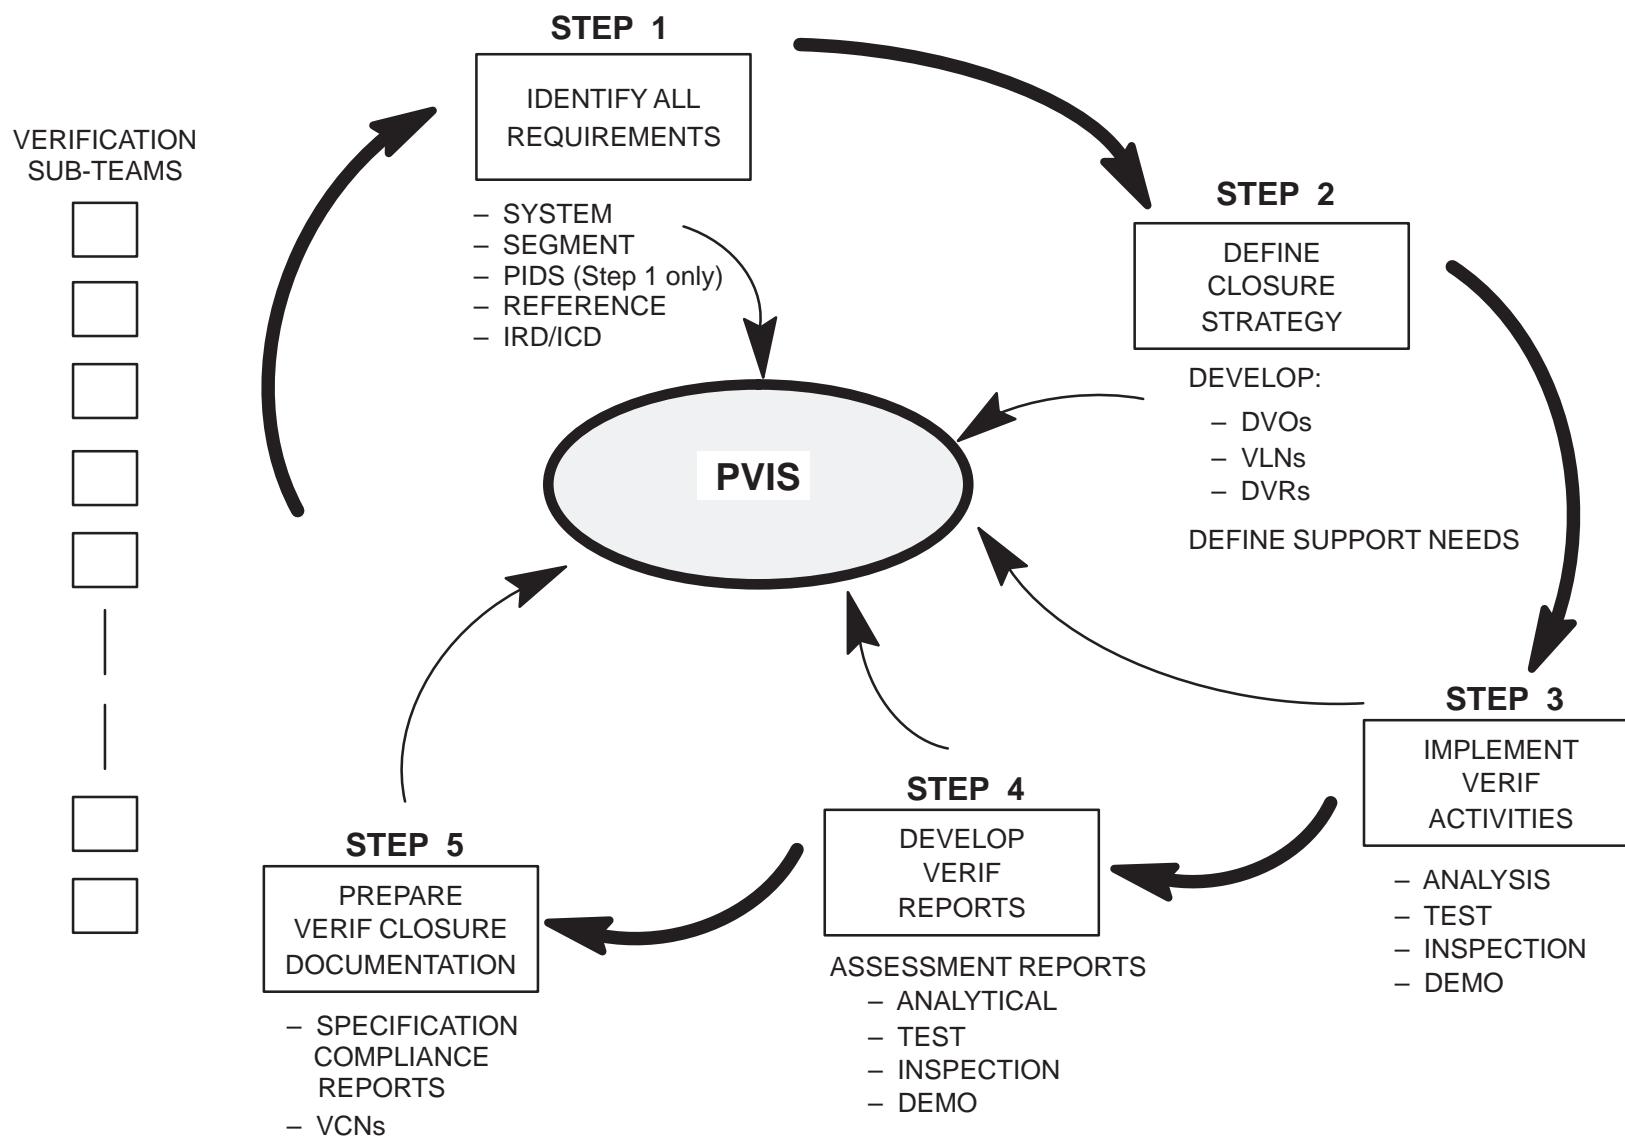 STEP 1
IDENTIFY ALL
REQUIREMENTS
– SYSTEM
– SEGMENT
– PIDS (Step 1 only)
– REFERENCE
– IRD/ICD
VERIFICATION
SUB-TEAMS
STEP 2
DEFINE
CLOSURE
STRATEGY
DEVELOP:
– DVOs
– VLNs
– DVRs
DEFINE SUPPORT NEEDS
PVIS
STEP 3
IMPLEMENT
VERIF
ACTIVITIES
– ANALYSIS
– TEST
– INSPECTION
– DEMO
STEP 4
DEVELOP
VERIF
REPORTS
ASSESSMENT REPORTS
– ANALYTICAL
– TEST
– INSPECTION
– DEMO
STEP 5
PREPARE
VERIF CLOSURE
DOCUMENTATION
– SPECIFICATION
COMPLIANCE
REPORTS
– VCNs